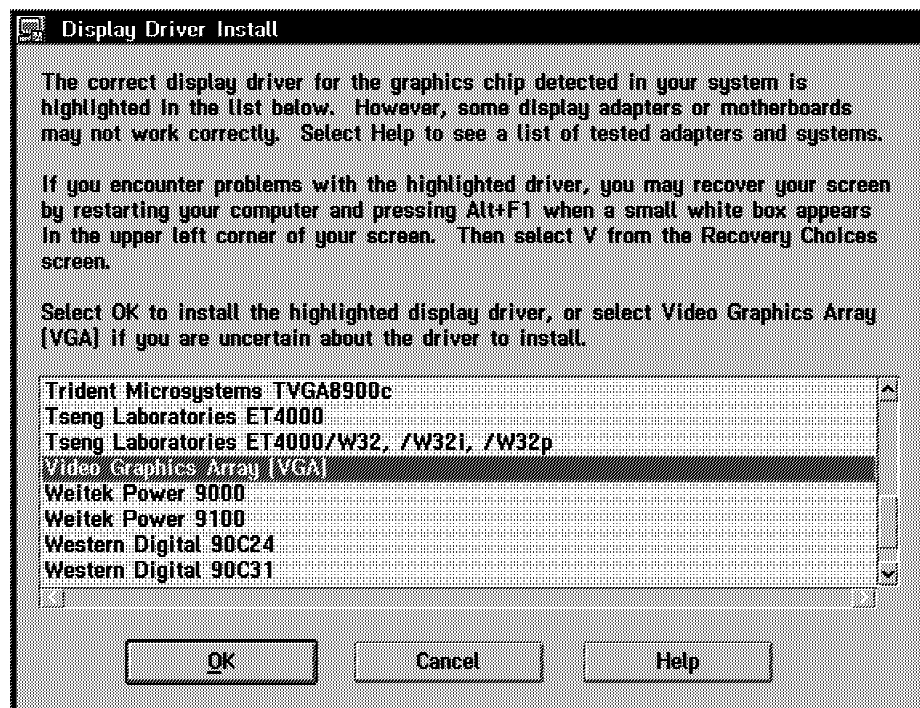 Display Driver Install
The correct display driver for the graphics chip detected in your system is
highlighted in the list below.  However, some display adapters or motherboards
may not work correctly.  Select Help to see a list of tested adapters and systems.
If you encounter problems with the highlighted driver, you may recover your screen
by restarting your computer and pressing Alt+F1 when a small white box appears
in the upper left corner of your screen.  Then select V from the Recovery Choices
screen.
Select OK to install the highlighted display driver, or select Video Graphics Array
(VGA) if you are uncertain about the driver to install.
Trident Microsystems TVGA8900c
Tseng Laboratories ET4000
Tseng Laboratories ET4000/W32, /W32i, /W32p
Video Graphics Array (VGA)
Weitek Power 9000
Weitek Power 9100
Western Digital 90C24
Western Digital 90C31
OK
Cancel
Help